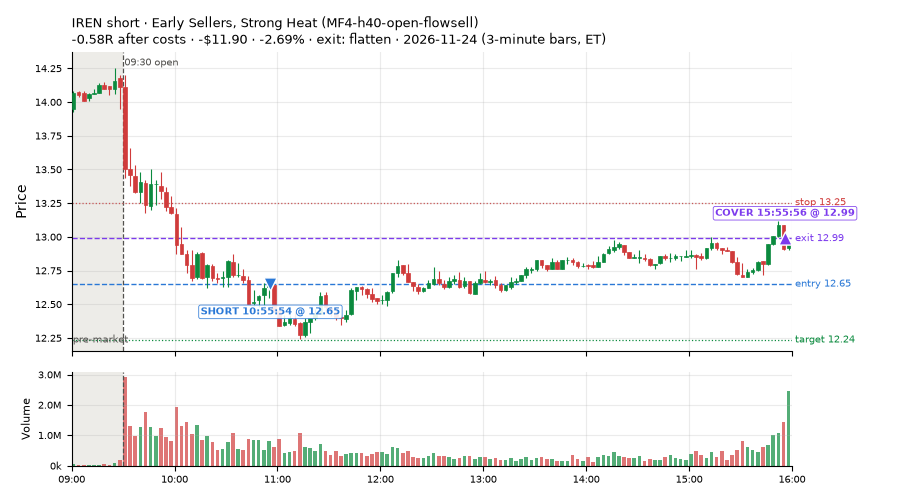 IREN short · Early Sellers, Strong Heat (MF4-h40-open-flowsell)
-0.58R after costs · -$11.90 · -2.69% · exit: flatten · 2026-11-24 (3-minute bars, ET)
09:30 open
14.25
14.00
13.75
13.50
13.25
13.00
12.75
12.50
12.25
Price
stop 13.25
COVER 15:55:56 @ 12.99
exit 12.99
entry 12.65
SHORT 10:55:54 @ 12.65
pre-market
target 12.24
3.0M
2.0M
1.0M
0k
Volume
09:00
10:00
11:00
12:00
13:00
14:00
15:00
16:00